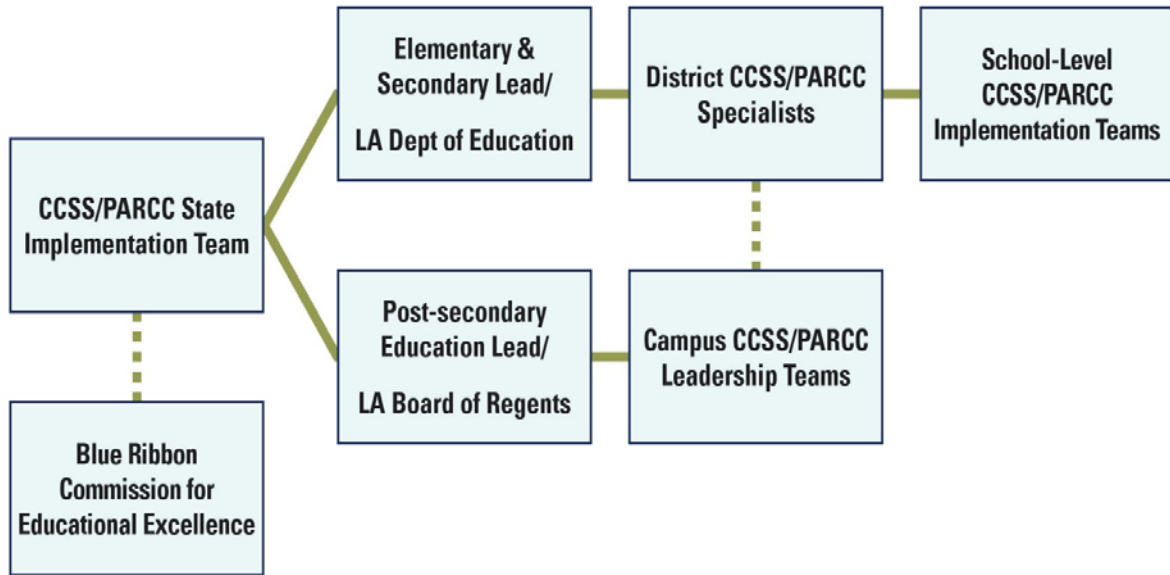 CCSS/PARCC State
Implementation Team
Blue Ribbon
Commission for
Educational Excellence
Elementary &
Secondary Lead/
LA Dept of Education
Post-secondary
Education Lead/
LA Board of Regents
District CCSS/PARCC
Specialists
Campus CCSS/PARCC
Leadership Teams
School-Level
CCSS/PARCC
Implementation Teams